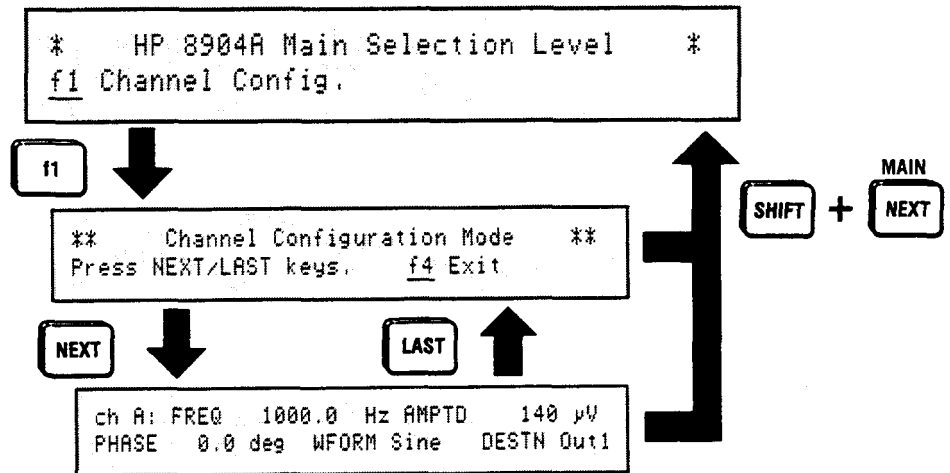 * HP 8904A Main Selection Level *
f1 Channel Config.
f1
MAIN
SHIFT + NEXT
** Channel Configuration Mode **
Press NEXT/LAST keys. f4 Exit
NEXT
LAST
ch A: FREQ 1000.0 Hz AMPTD 140 µV
PHASE 0.0 deg WFORM Sine DESTN Out1